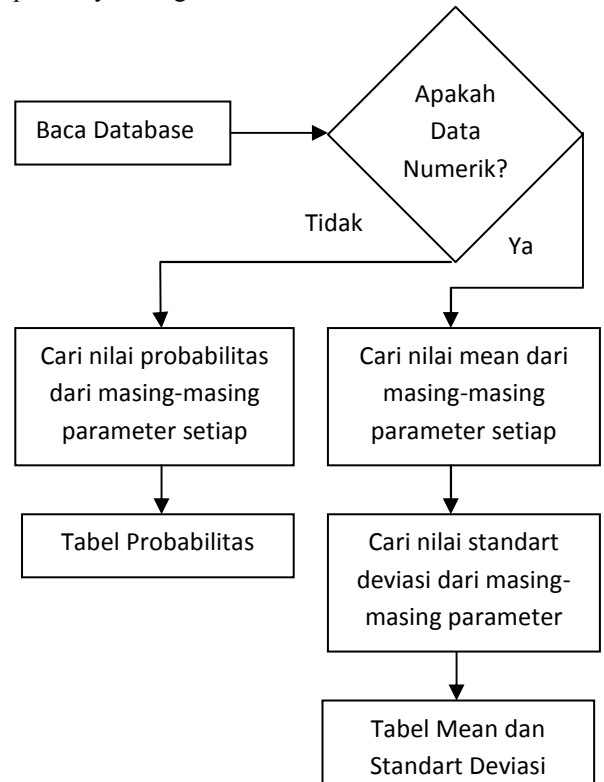 Baca Database
Apakah
Data
Numerik?
Tidak
Ya
Cari nilai probabilitas
dari masing-masing
parameter setiap
Cari nilai mean dari
masing-masing
parameter setiap
Tabel Probabilitas
Cari nilai standart
deviasi dari masing-
masing parameter
Tabel Mean dan
Standart Deviasi